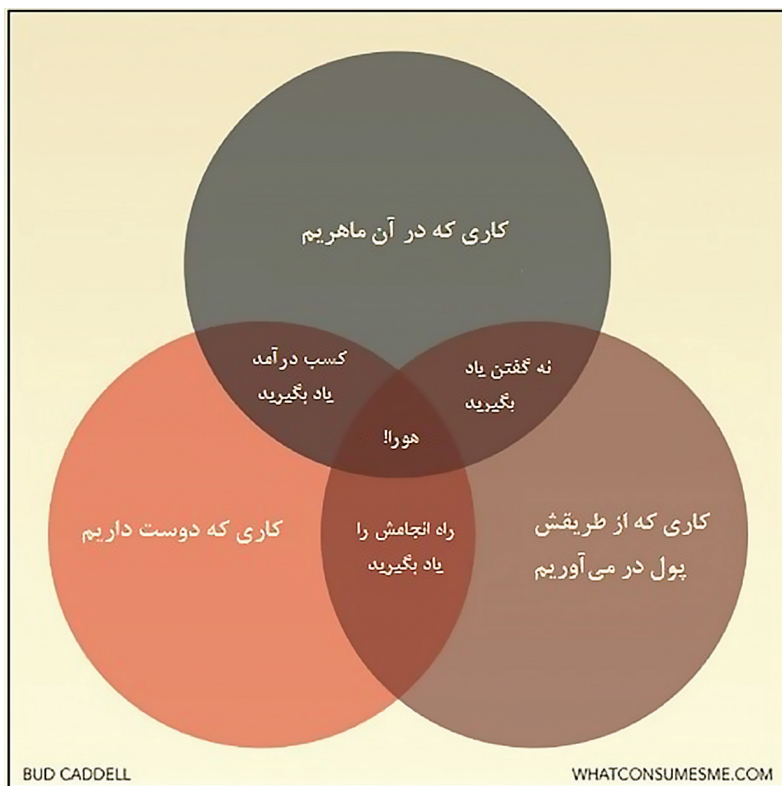 کاری که در آن ماهریم
کسب درآمد
یاد بگیرید
نه گفتن یاد
بگیرید
هورا!
کاری که دوست داریم
راه انجامش را
یاد بگیرید
کاری که از طریقش
پول در می‌آوریم
BUD CADDELL
WHATCONSUMESME.COM